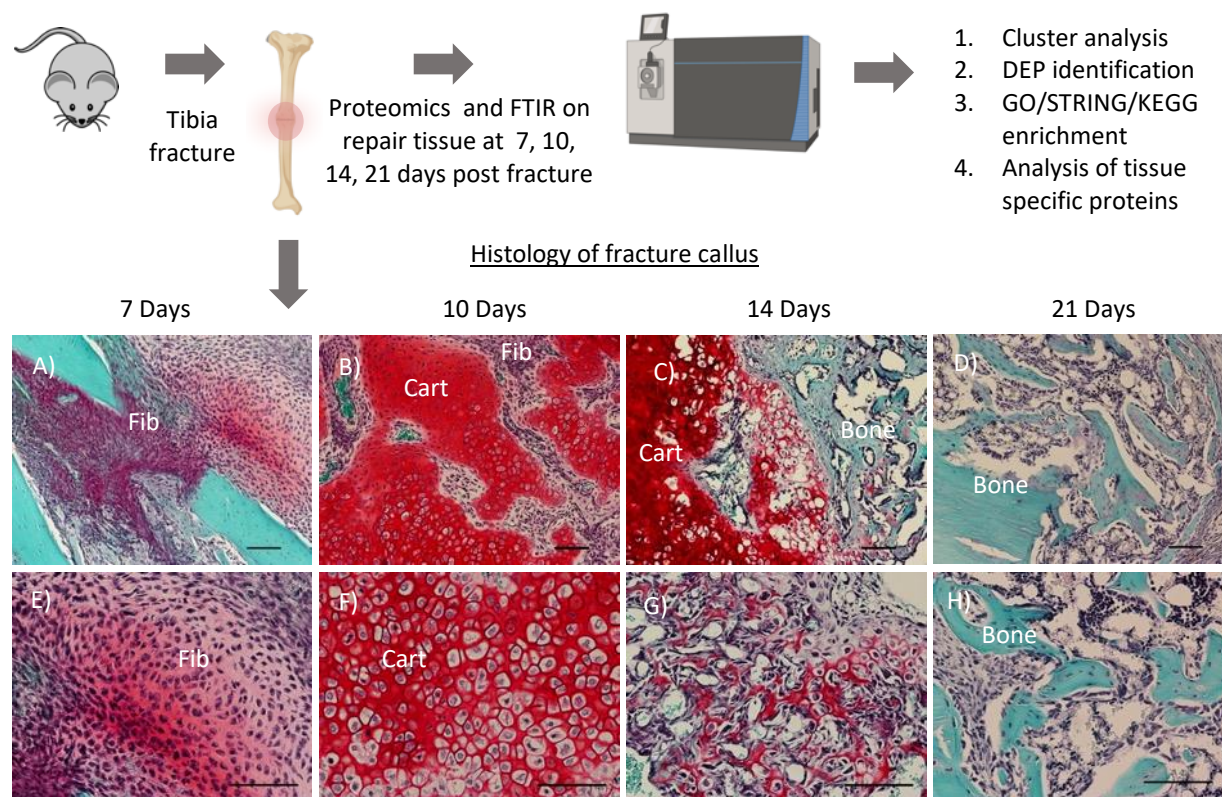 Tibia
fracture
Proteomics and FTIR on
repair tissue at 7, 10,
14, 21 days post fracture
1. Cluster analysis
2. DEP identification
3. GO/STRING/KEGG
enrichment
4. Analysis of tissue
specific proteins
Histology of fracture callus
7 Days
10 Days
14 Days
21 Days
A)
Fib
B)
Fib
Cart
C)
Bone
Cart
D)
Bone
E)
Fib
F)
Cart
G)
H)
Bone